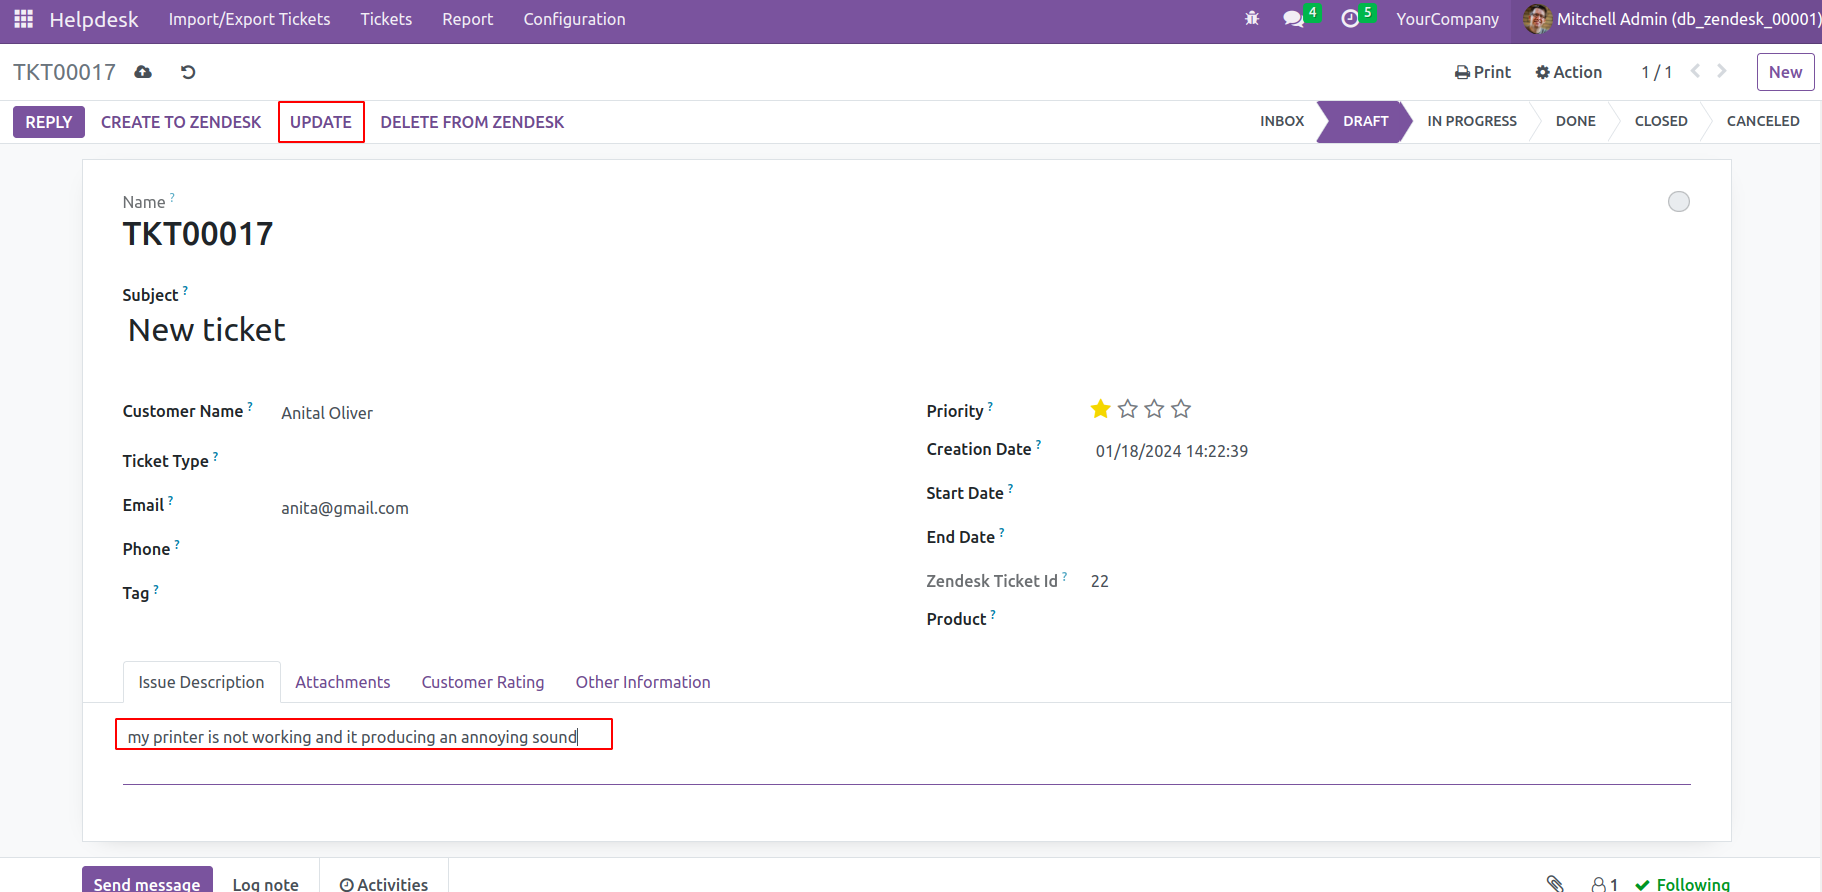 Helpdesk Import/Export Tickets Tickets Report Configuration 4 5 YourCompany Mitchell Admin (db_zendesk_00001)
TKT00017 Print Action 1 / 1 New
REPLY CREATE TO ZENDESK UPDATE DELETE FROM ZENDESK INBOX DRAFT IN PROGRESS DONE CLOSED CANCELED
Name ?
TKT00017
Subject ?
New ticket
Customer Name ? Anital Oliver
Ticket Type ?
Email ? anita@gmail.com
Phone ?
Tag ?
Priority ?
Creation Date ? 01/18/2024 14:22:39
Start Date ?
End Date ?
Zendesk Ticket Id ? 22
Product ?
Issue Description Attachments Customer Rating Other Information
my printer is not working and it producing an annoying sound
Send message Log note Activities 1 Following